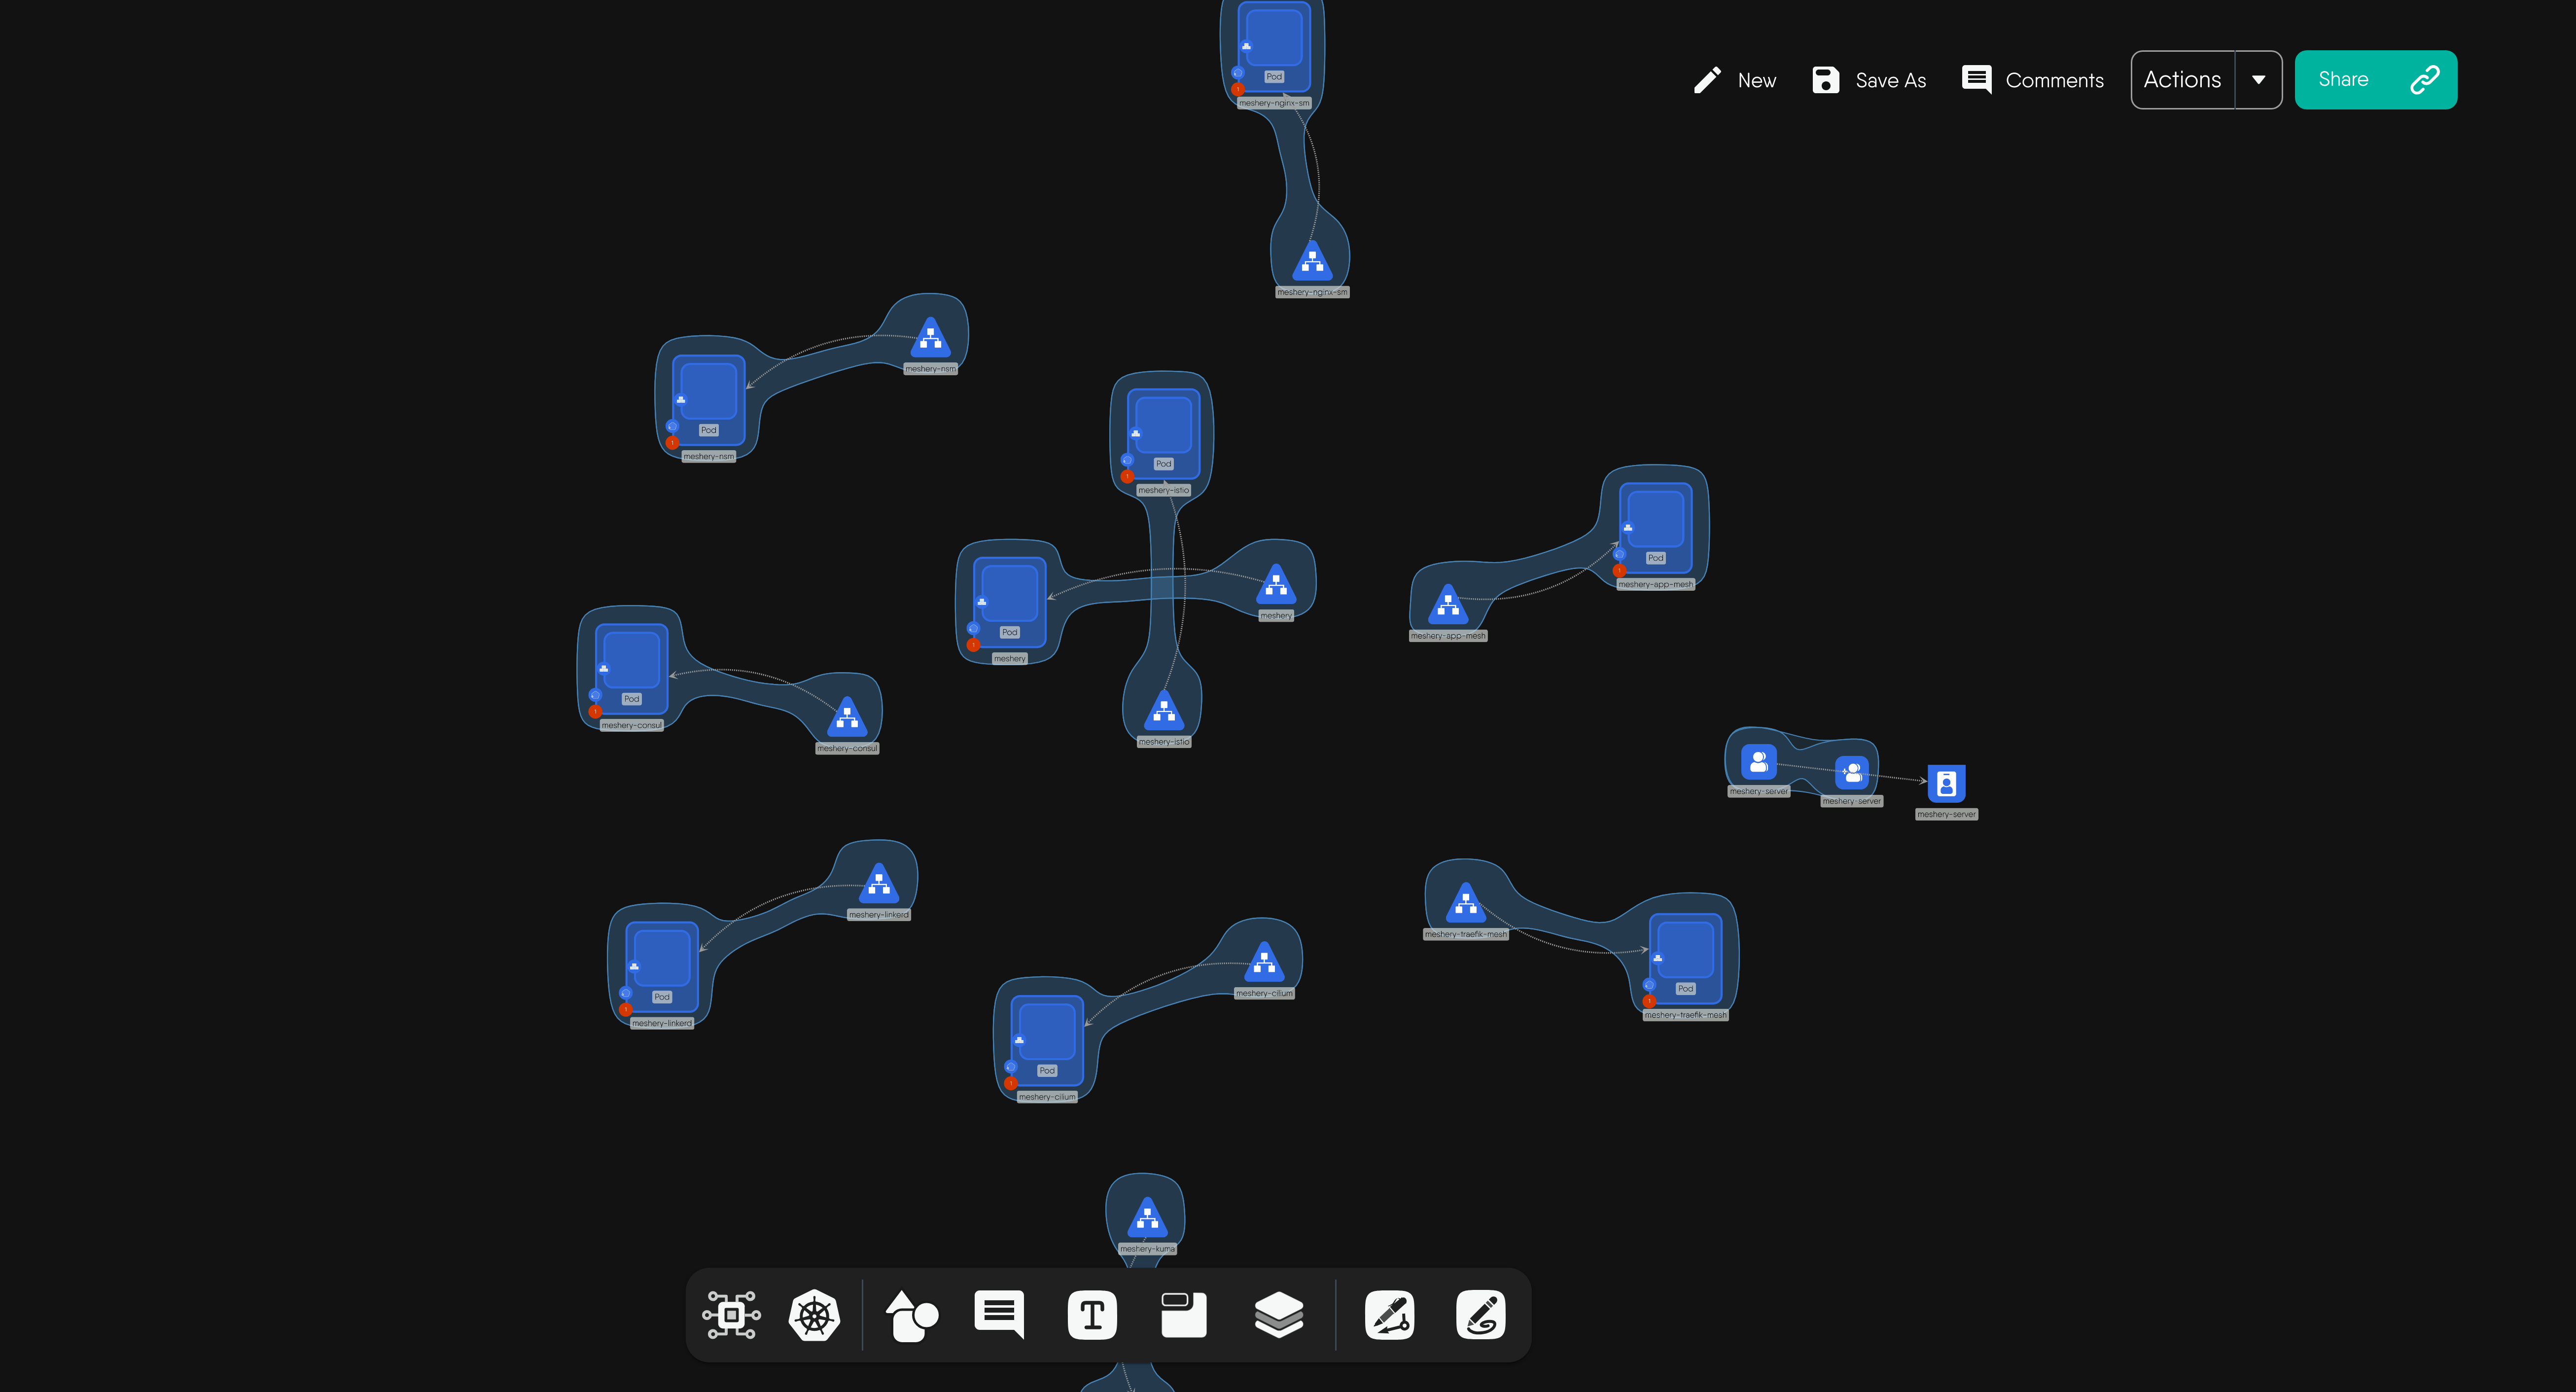 Pod
meshery-nginx-sm
New
Save As
Comments
Actions
Share
meshery-nginx-sm
meshery-nsm
Pod
meshery-nsm
Pod
meshery-istio
Pod
meshery-app-mesh
meshery
Pod
meshery
meshery-app-mesh
Pod
meshery-consul
meshery-istio
meshery-consul
meshery-server
meshery-server
meshery-server
meshery-linkerd
Pod
meshery-linkerd
meshery-traefik-mesh
Pod
meshery-traefik-mesh
meshery-cilium
Pod
meshery-cilium
meshery-kuma
T